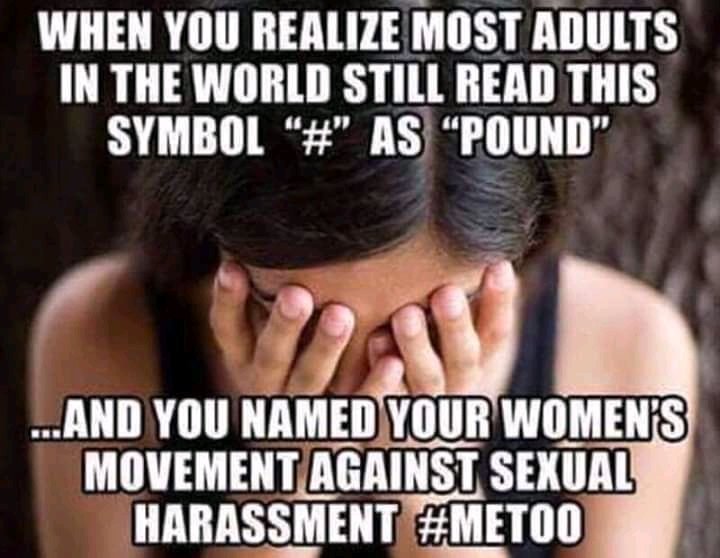 WHEN YOU REALIZE MOST ADULTS
IN THE WORLD STILL READ THIS
SYMBOL “#” AS “POUND”
...AND YOU NAMED YOUR WOMEN'S
MOVEMENT AGAINST SEXUAL
HARASSMENT #METOO